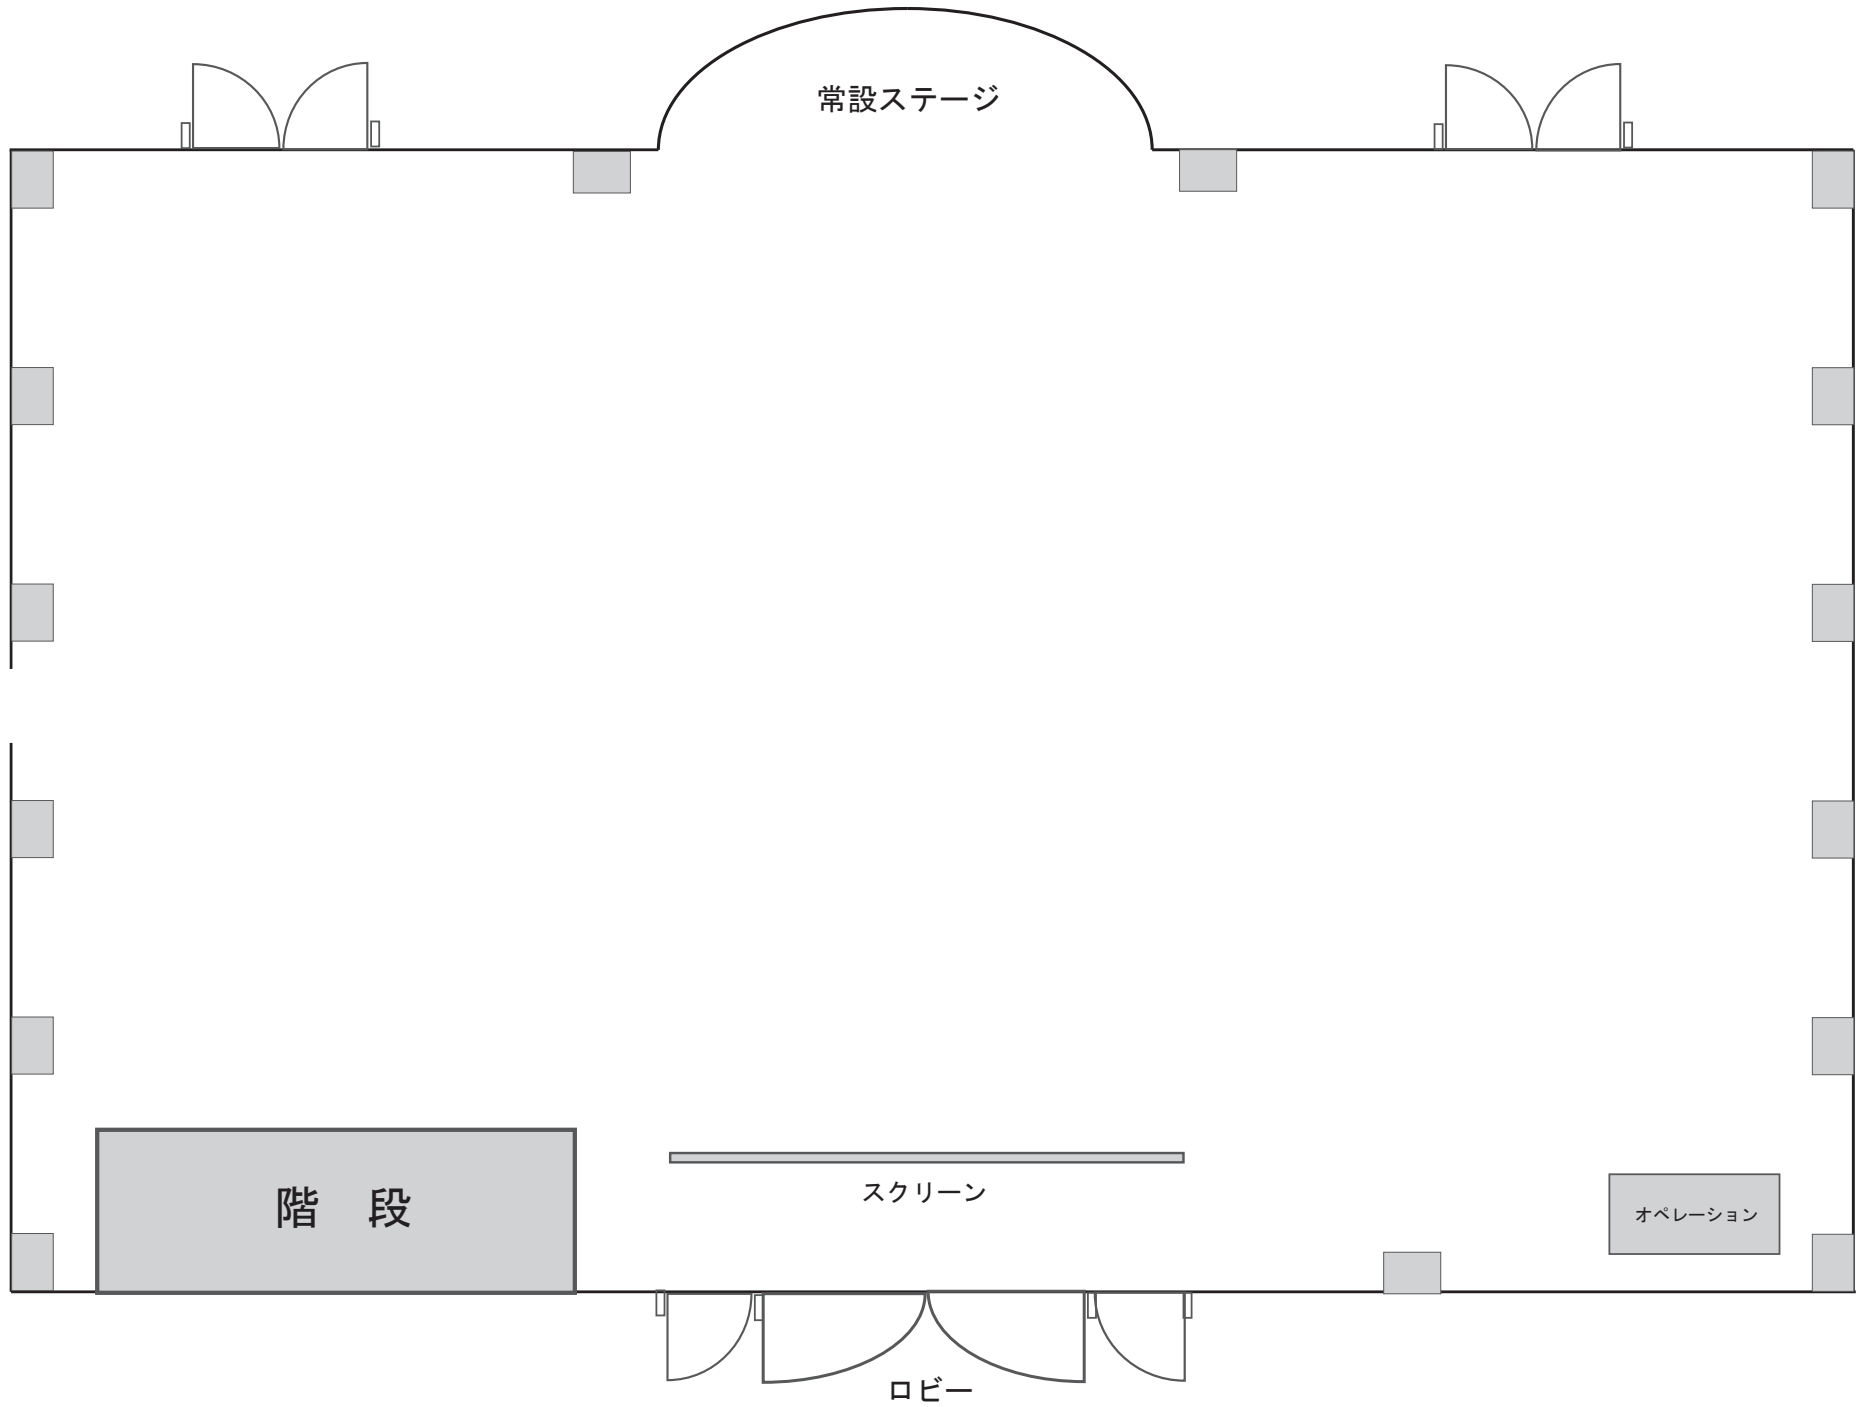 常設ステージ
スクリーン
階　段
オペレーション
ロビー